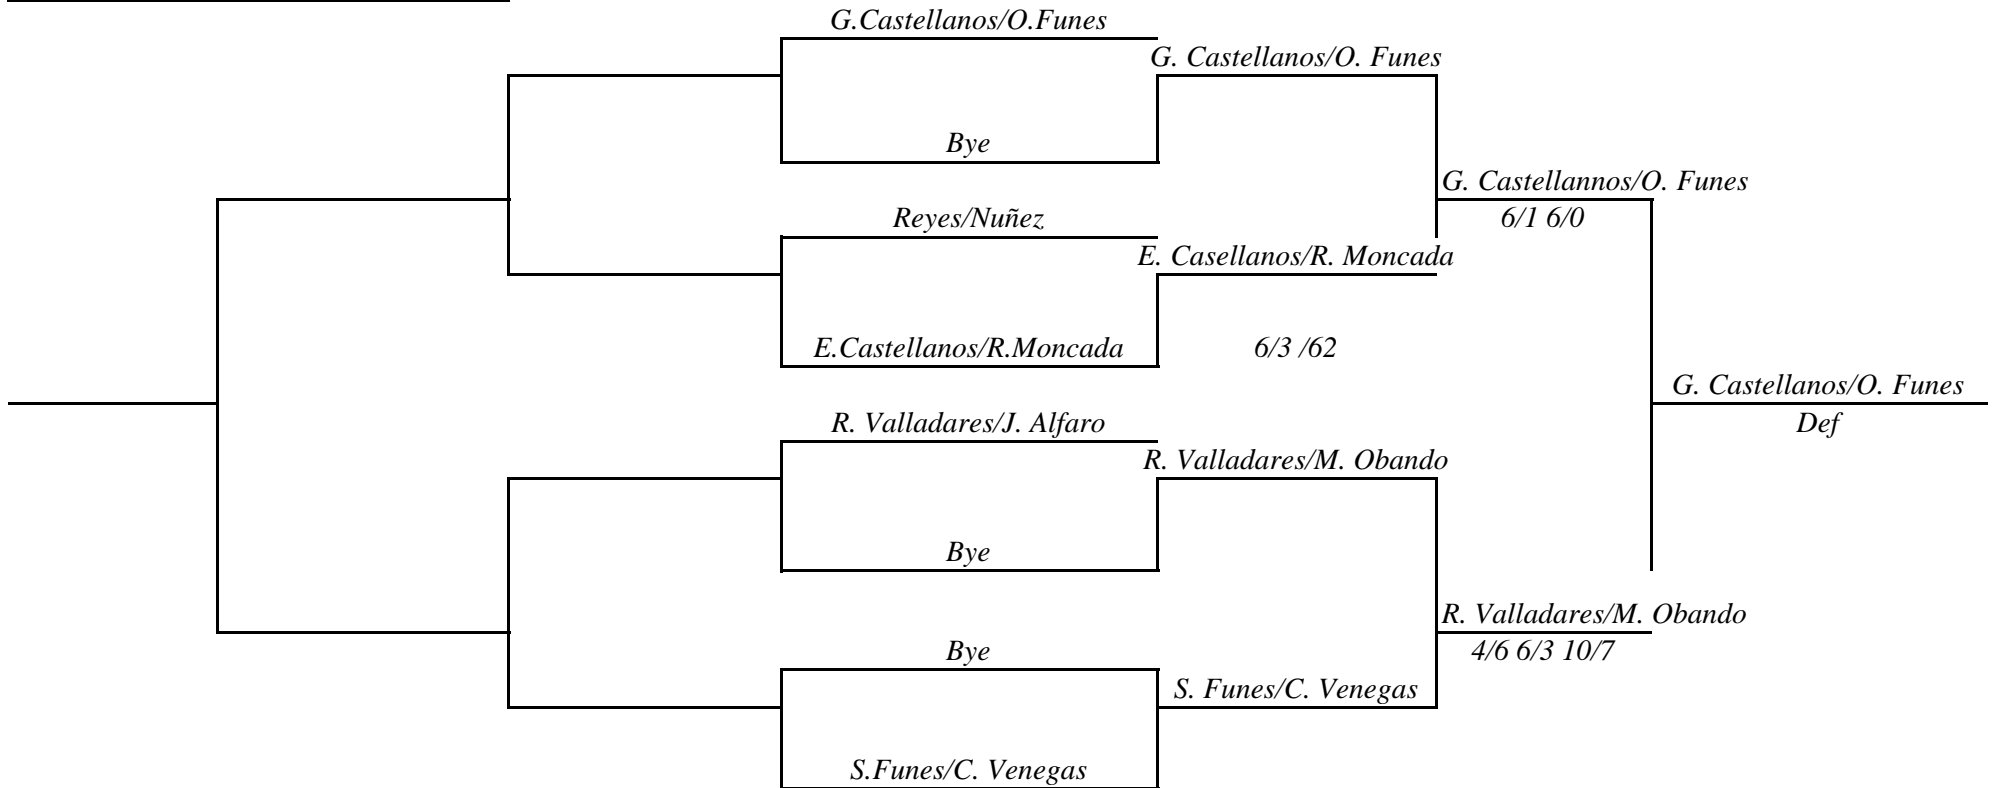 G.Castellanos/O.Funes
G. Castellanos/O. Funes
Bye
G. Castellannos/O. Funes
Reyes/Nuñez
6/1 6/0
E. Casellanos/R. Moncada
E.Castellanos/R.Moncada
6/3 /62
G. Castellanos/O. Funes
R. Valladares/J. Alfaro
Def
R. Valladares/M. Obando
Bye
R. Valladares/M. Obando
Bye
4/6 6/3 10/7
S. Funes/C. Venegas
S.Funes/C. Venegas